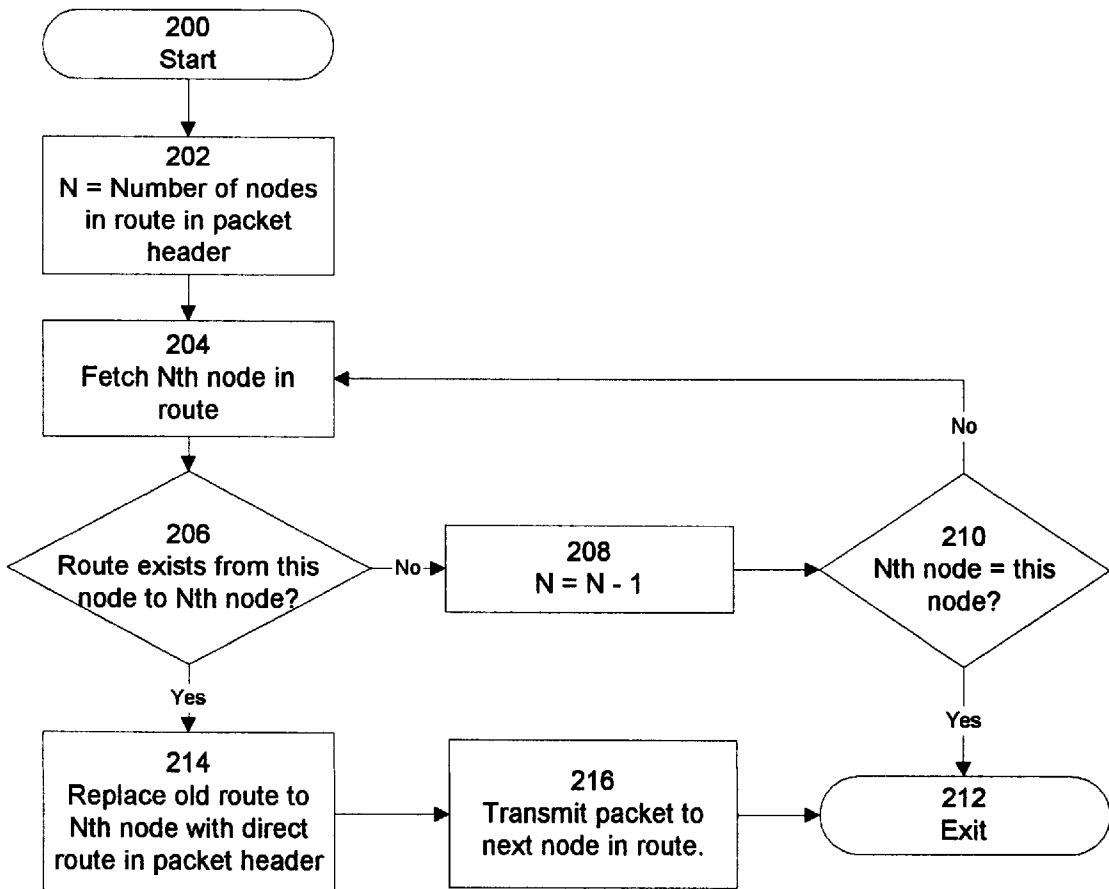 200
Start
202
N = Number of nodes
in route in packet
header
204
Fetch Nth node in
route
No
206
Route exists from this
node to Nth node?
No
208
N = N - 1
210
Nth node = this
node?
Yes
Yes
214
Replace old route to
Nth node with direct
route in packet header
216
Transmit packet to
next node in route.
212
Exit